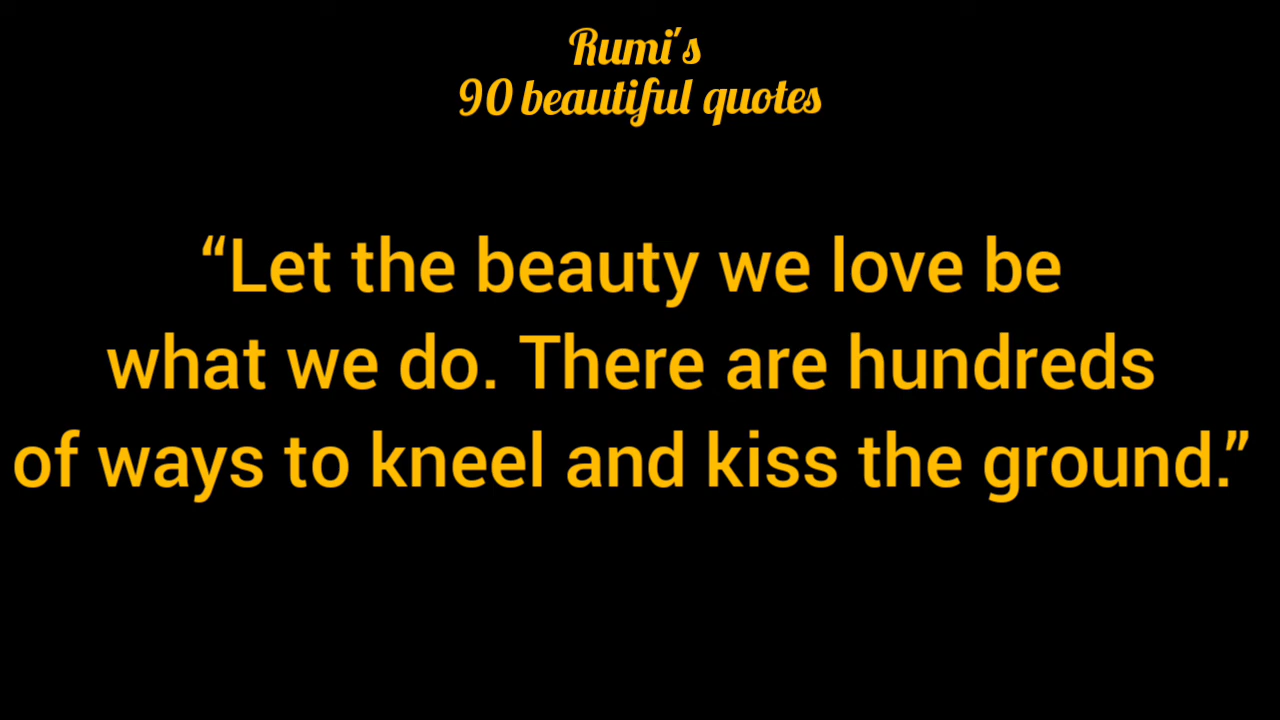 Rumi's
90 beautiful quotes
“Let the beauty we love be
what we do. There are hundreds
of ways to kneel and kiss the ground.”